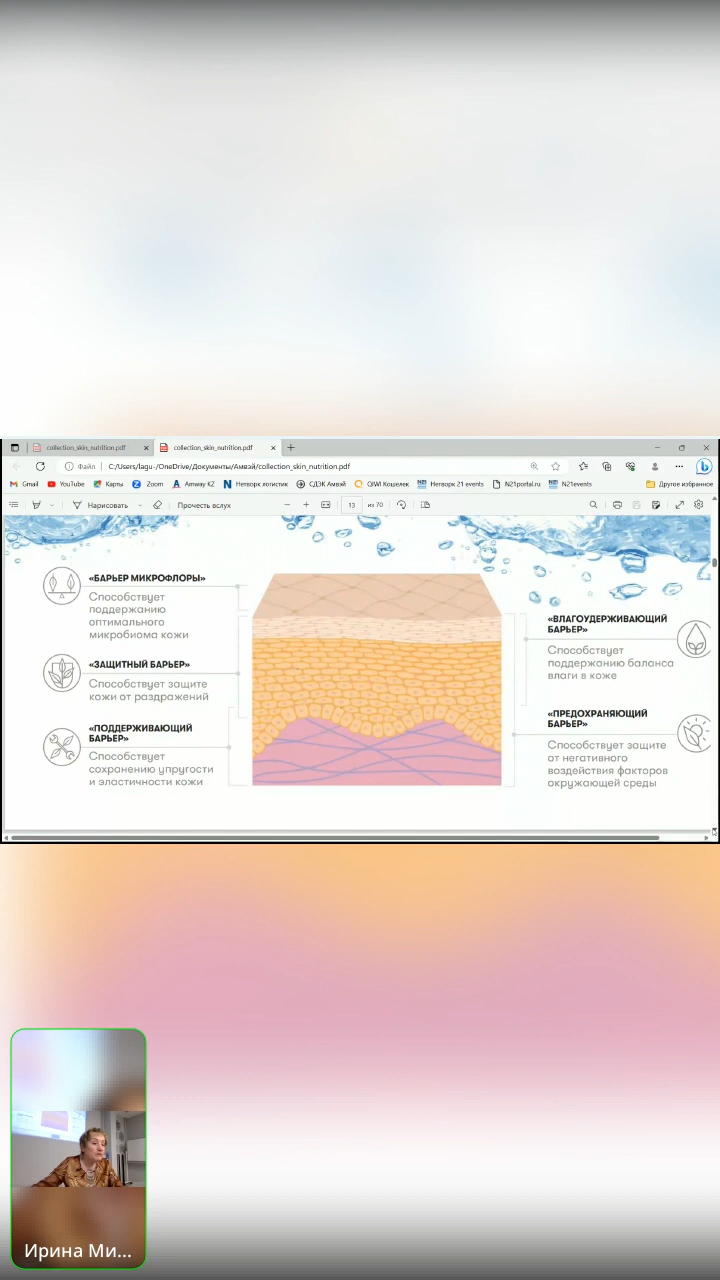 collection_skin_nutrition.pdf
collection_skin_nutrition.pdf
Файл
C:/Users/lagu-/OneDrive/Документы/Амвэй/collection_skin_nutrition.pdf
Gmail
YouTube
Карты
Zoom
Amway KZ
Нетворк логистик
СДЭК Амвэй
QIWI Кошелек
Нетворк 21 events
N21portal.ru
N21events
Другое избранное
Нарисовать
Прочесть вслух
13
из 70
«БАРЬЕР МИКРОФЛОРЫ»
Способствует
поддержанию
оптимального
микробиома кожи
«ЗАЩИТНЫЙ БАРЬЕР»
Способствует защите
кожи от раздражений
«ПОДДЕРЖИВАЮЩИЙ
БАРЬЕР»
Способствует
сохранению упругости
и эластичности кожи
«ВЛАГОУДЕРЖИВАЮЩИЙ
БАРЬЕР»
Способствует
поддержанию баланса
влаги в коже
«ПРЕДОХРАНЯЮЩИЙ
БАРЬЕР»
Способствует защите
от негативного
воздействия факторов
окружающей среды
Ирина Ми...